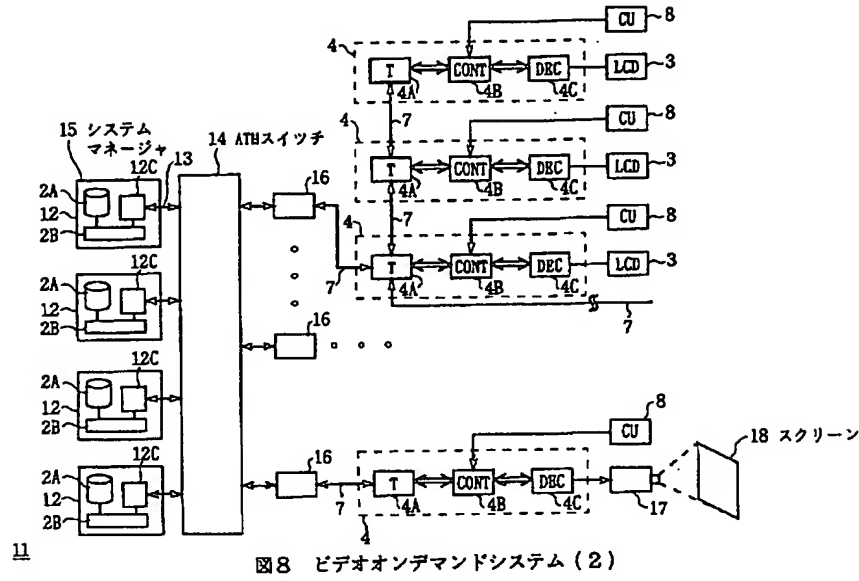 CU 8
4
T CONT DEC LCD 3
4A 4B 4C
CU 8
7
4
T CONT DEC LCD 3
4A 4B 4C
CU 8
7
4
T CONT DEC LCD 3
4A 4B 4C
7
7
15 システム
マネージャ
13
14 ATMスイッチ
2A 12C
12
2B
16
2A 12C
12
2B
16
2A 12C
12
2B
2A 12C
12
2B
16
7
CU 8
T CONT DEC
4A 4B 4C
4
17
18 スクリーン
11
図8 ビデオオンデマンドシステム(2)